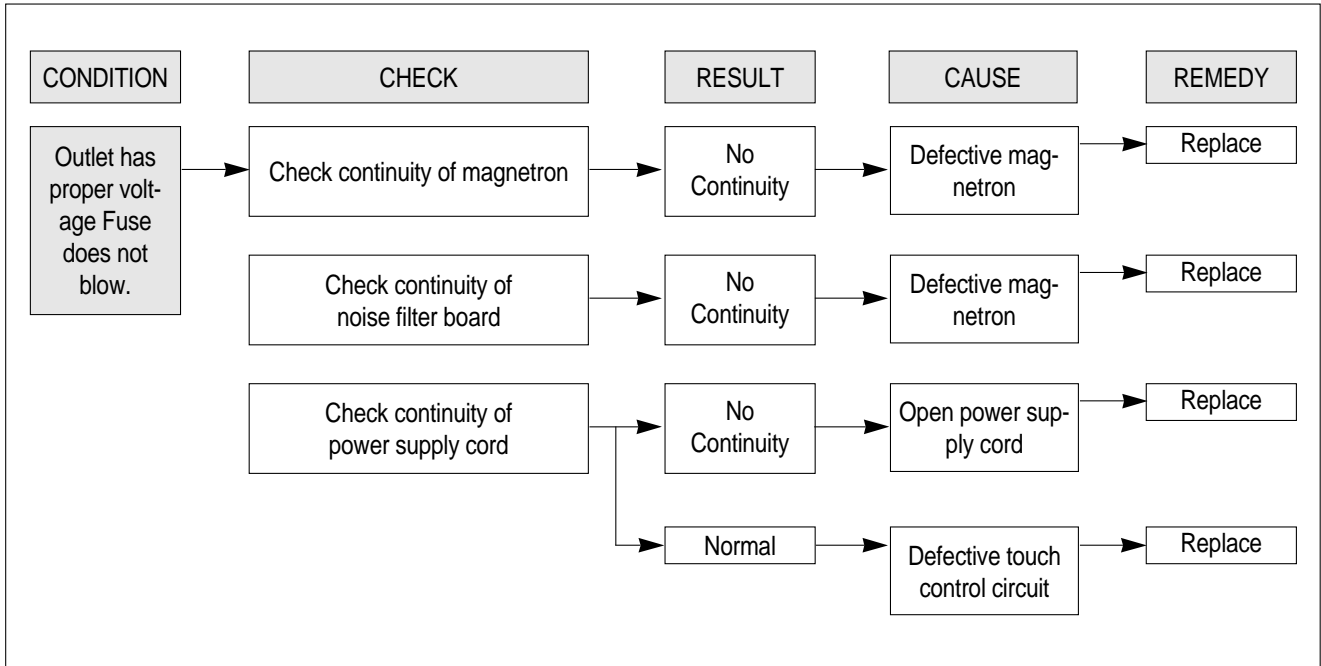 CONDITION
CHECK
RESULT
CAUSE
REMEDY
Outlet has
proper volt-
age Fuse
does not
blow.
Check continuity of magnetron
No
Continuity
Defective mag-
netron
Replace
Check continuity of
noise filter board
No
Continuity
Defective mag-
netron
Replace
Check continuity of
power supply cord
No
Continuity
Open power sup-
ply cord
Replace
Normal
Defective touch
control circuit
Replace